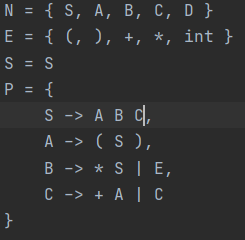 N = { S, A, B, C, D }
E = { (, ), +, *, int }
S = S
P = {
    S -> A B C,
    A -> ( S ),
    B -> * S | E,
    C -> + A | C
}